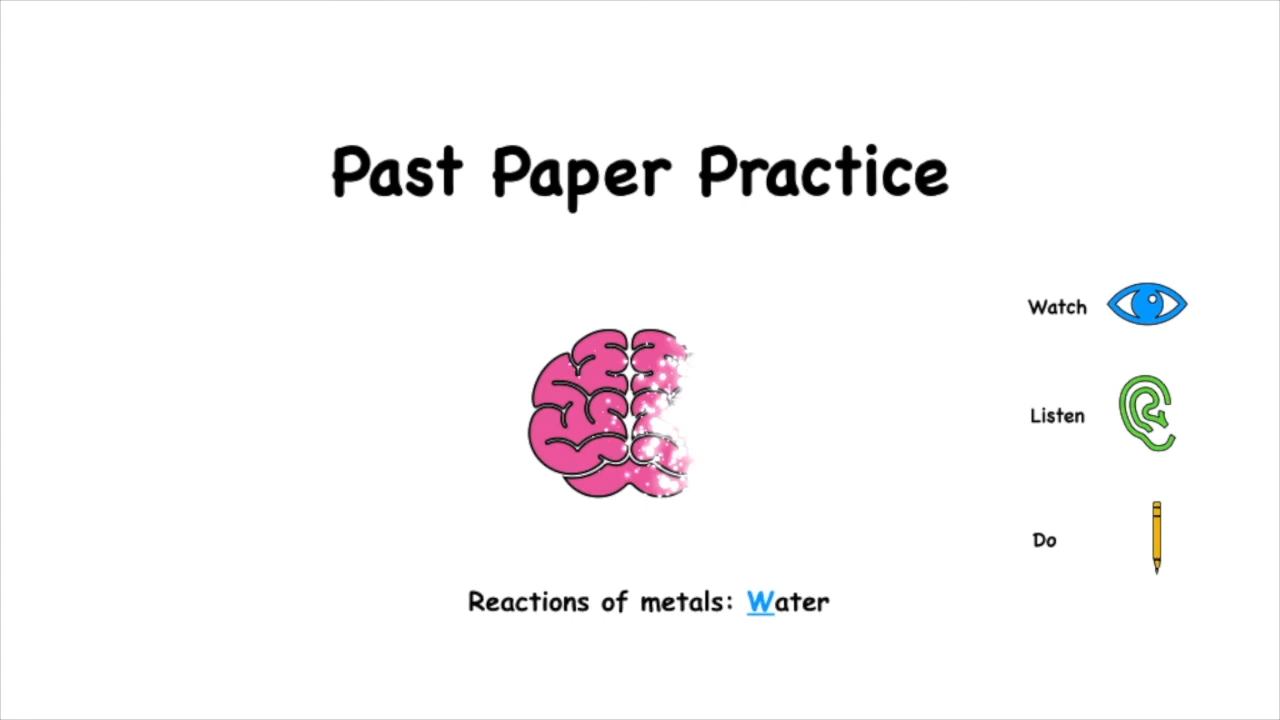 Past Paper Practice
Watch
Listen
Do
Reactions of metals: Water